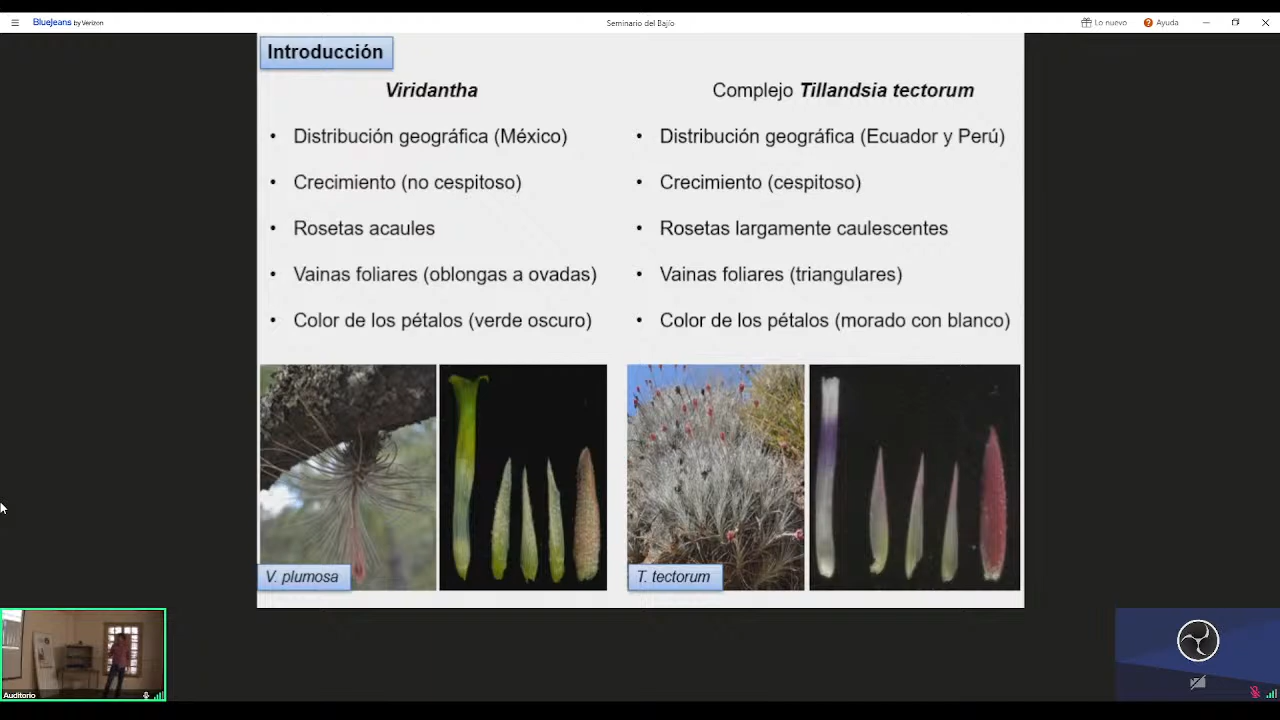 Bluejeans by Verizon
Seminario del Bajío
Lo nuevo
Ayuda
Introducción
Viridantha
• Distribución geográfica (México)
• Crecimiento (no cespitoso)
• Rosetas acaules
• Vainas foliares (oblongas a ovadas)
• Color de los pétalos (verde oscuro)
Complejo Tillandsia tectorum
• Distribución geográfica (Ecuador y Perú)
• Crecimiento (cespitoso)
• Rosetas largamente caulescentes
• Vainas foliares (triangulares)
• Color de los pétalos (morado con blanco)
V. plumosa
T. tectorum
Auditorio